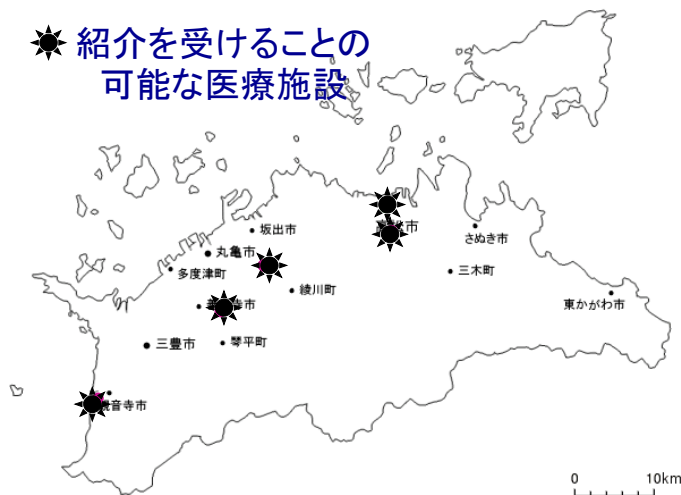 紹介を受けることの
可能な医療施設
坂出市
丸亀市
多度津町
綾川町
琴平町
三豊市
観音寺市
さぬき市
三木町
東かがわ市
0 10km